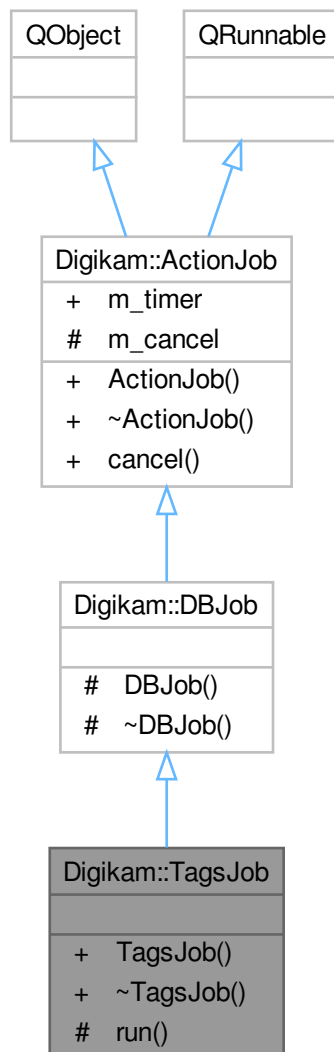 QObject
QRunnable
Digikam::ActionJob
+ m_timer
# m_cancel
+ ActionJob()
+ ~ActionJob()
+ cancel()
Digikam::DBJob
# DBJob()
# ~DBJob()
Digikam::TagsJob
+ TagsJob()
+ ~TagsJob()
# run()